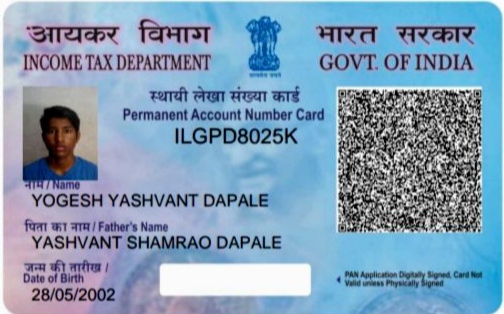 आयकर विभाग
INCOME TAX DEPARTMENT
भारत सरकार
GOVT. OF INDIA
सत्यमेव जयते
स्थायी लेखा संख्या कार्ड
Permanent Account Number Card
ILGPD8025K
नाम / Name
YOGESH YASHVANT DAPALE
पिता का नाम / Father's Name
YASHVANT SHAMRAO DAPALE
जन्म की तारीख /
Date of Birth
28/05/2002
PAN Application Digitally Signed, Card Not
Valid unless Physically Signed